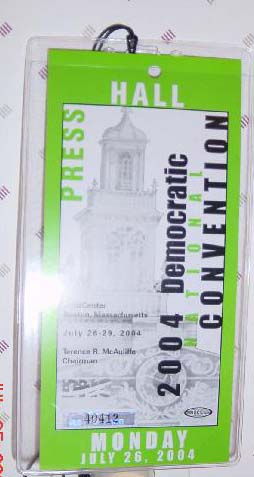 HALL
PRESS
2004 Democratic
NATIONAL
CONVENTION
Center
Boston, Massachusetts
July 26-29, 2004
Terence R. McAuliffe
Chairman
40412
MONDAY
JULY 26, 2004